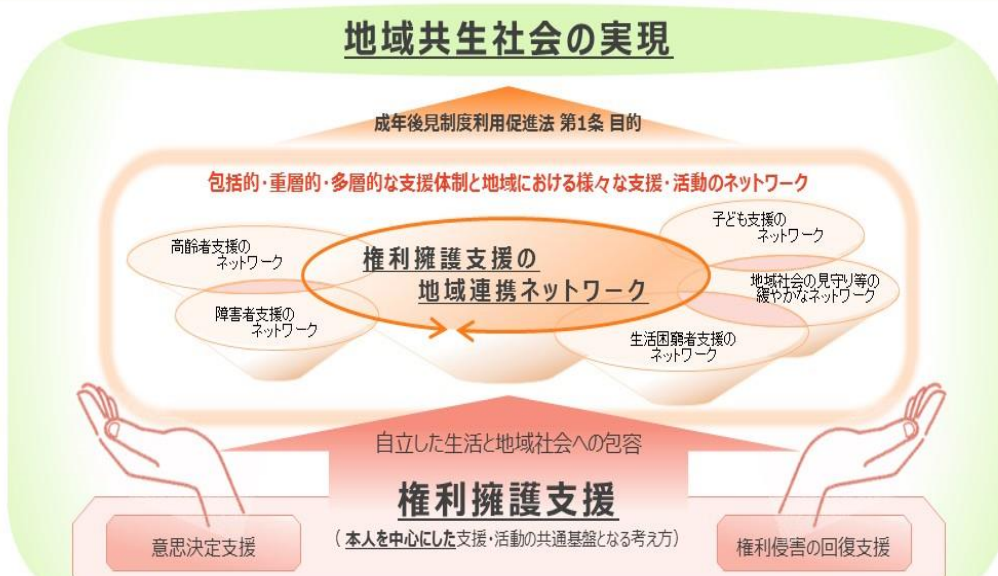 地域共生社会の実現
成年後見制度利用促進法 第1条 目的
包括的・重層的・多層的な支援体制と地域における様々な支援・活動のネットワーク
高齢者支援の
ネットワーク
障害者支援の
ネットワーク
権利擁護支援の
地域連携ネットワーク
子ども支援の
ネットワーク
地域社会の見守り等の
緩やかなネットワーク
生活困窮者支援の
ネットワーク
自立した生活と地域社会への包容
権利擁護支援
(本人を中心にした支援・活動の共通基盤となる考え方)
意思決定支援
権利侵害の回復支援